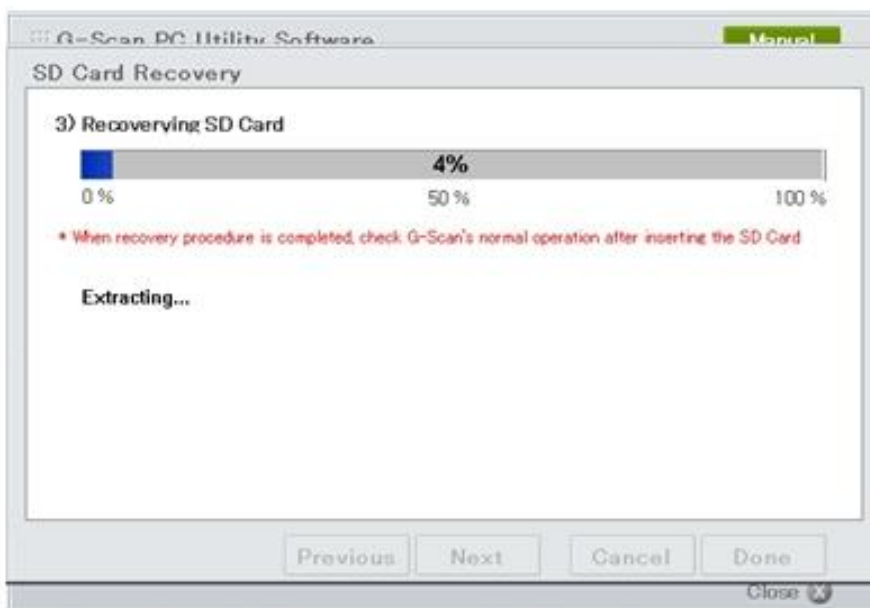 G-Scan PC Utility Software
Manual
SD Card Recovery
3) Recoverying SD Card
4%
0 % 50 % 100 %
* When recovery procedure is completed, check G-Scan's normal operation after inserting the SD Card
Extracting...
Previous Next Cancel Done
Close